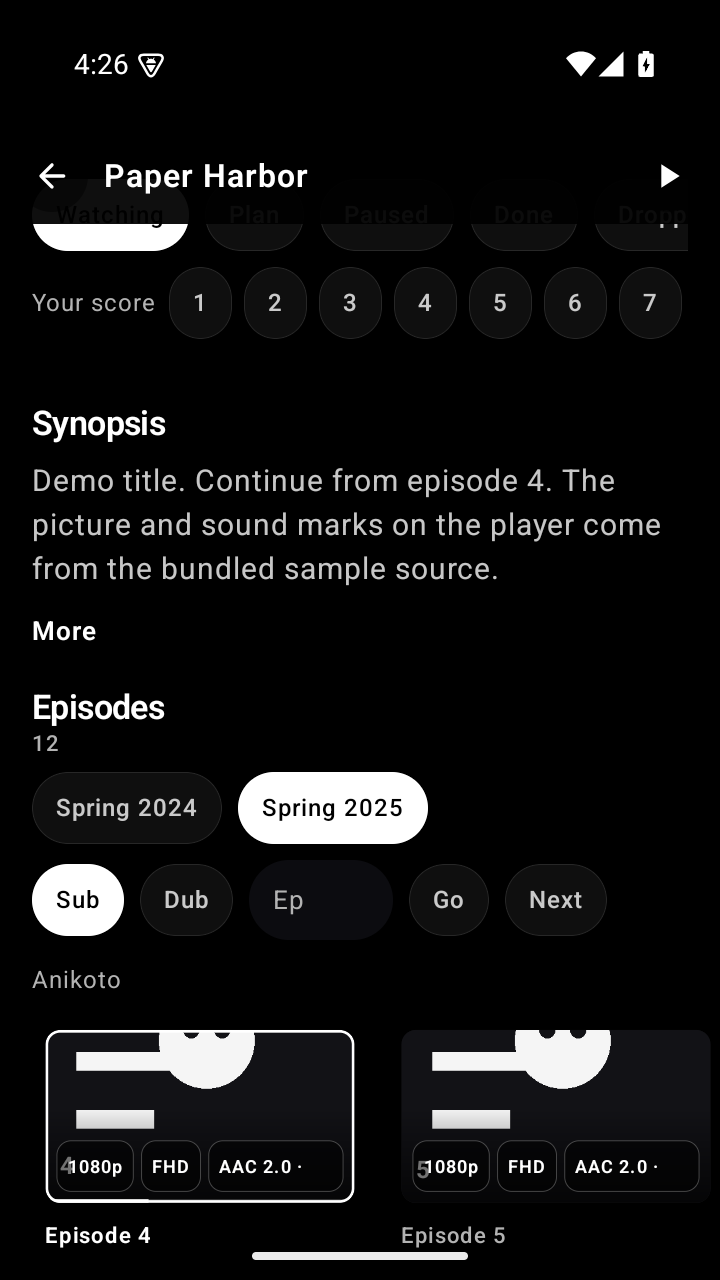 4:26
Paper Harbor
Watching Plan Paused Done Dropp
Your score 1 2 3 4 5 6 7
Synopsis
Demo title. Continue from episode 4. The
picture and sound marks on the player come
from the bundled sample source.
More
Episodes
12
Spring 2024 Spring 2025
Sub Dub Ep Go Next
Anikoto
4 1080p FHD AAC 2.0 · 5 1080p FHD AAC 2.0 ·
Episode 4 Episode 5